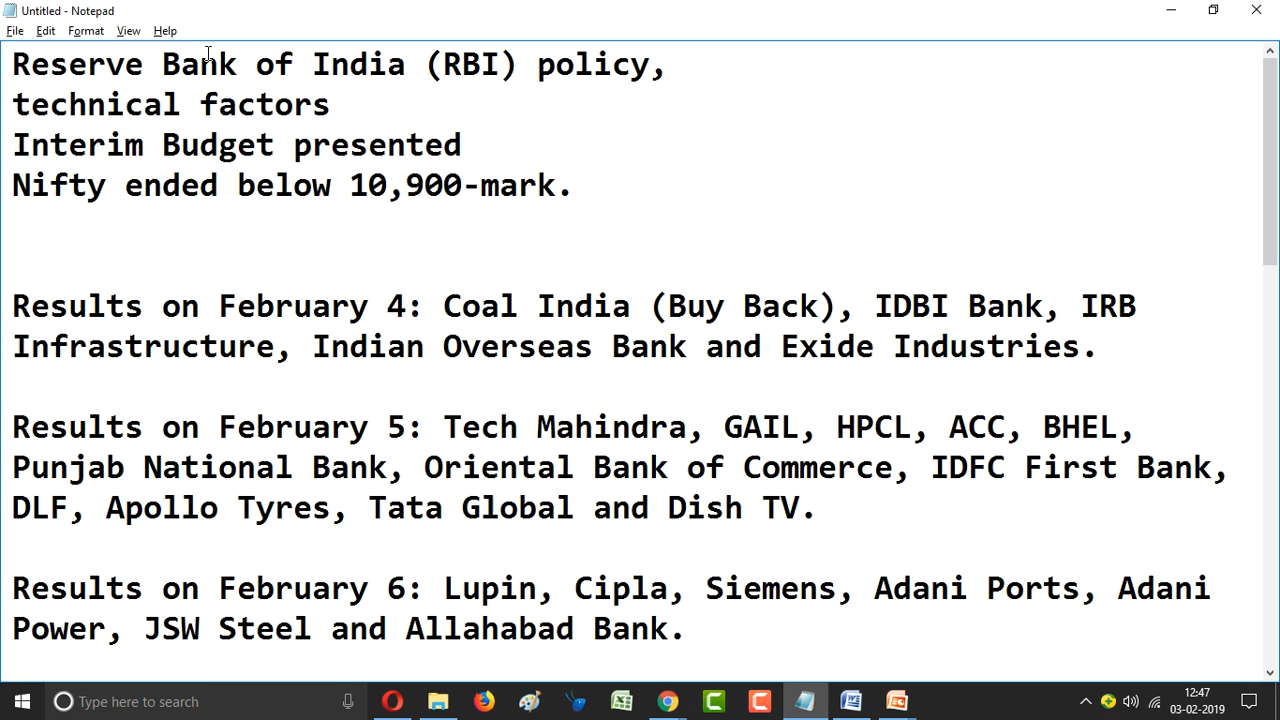 Untitled - Notepad
File Edit Format View Help
Reserve Bank of India (RBI) policy,
technical factors
Interim Budget presented
Nifty ended below 10,900-mark.
Results on February 4: Coal India (Buy Back), IDBI Bank, IRB
Infrastructure, Indian Overseas Bank and Exide Industries.
Results on February 5: Tech Mahindra, GAIL, HPCL, ACC, BHEL,
Punjab National Bank, Oriental Bank of Commerce, IDFC First Bank,
DLF, Apollo Tyres, Tata Global and Dish TV.
Results on February 6: Lupin, Cipla, Siemens, Adani Ports, Adani
Power, JSW Steel and Allahabad Bank.
Type here to search
12:47
03-02-2019